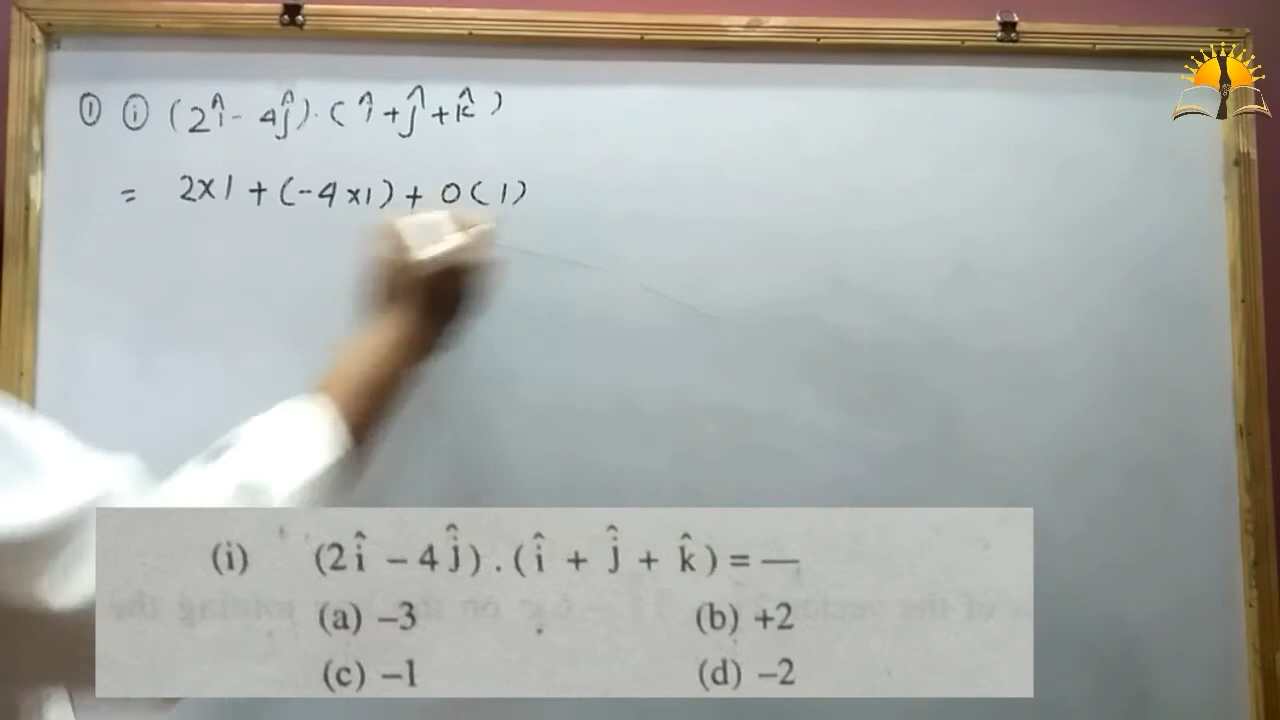 ① ⓘ (2î - 4ĵ) · (î + ĵ + k̂)
= 2×1 + (-4×1) + 0(1)
(i) (2î – 4ĵ) . (î + ĵ + k̂) = —
(a) –3 (b) +2
(c) –1 (d) –2